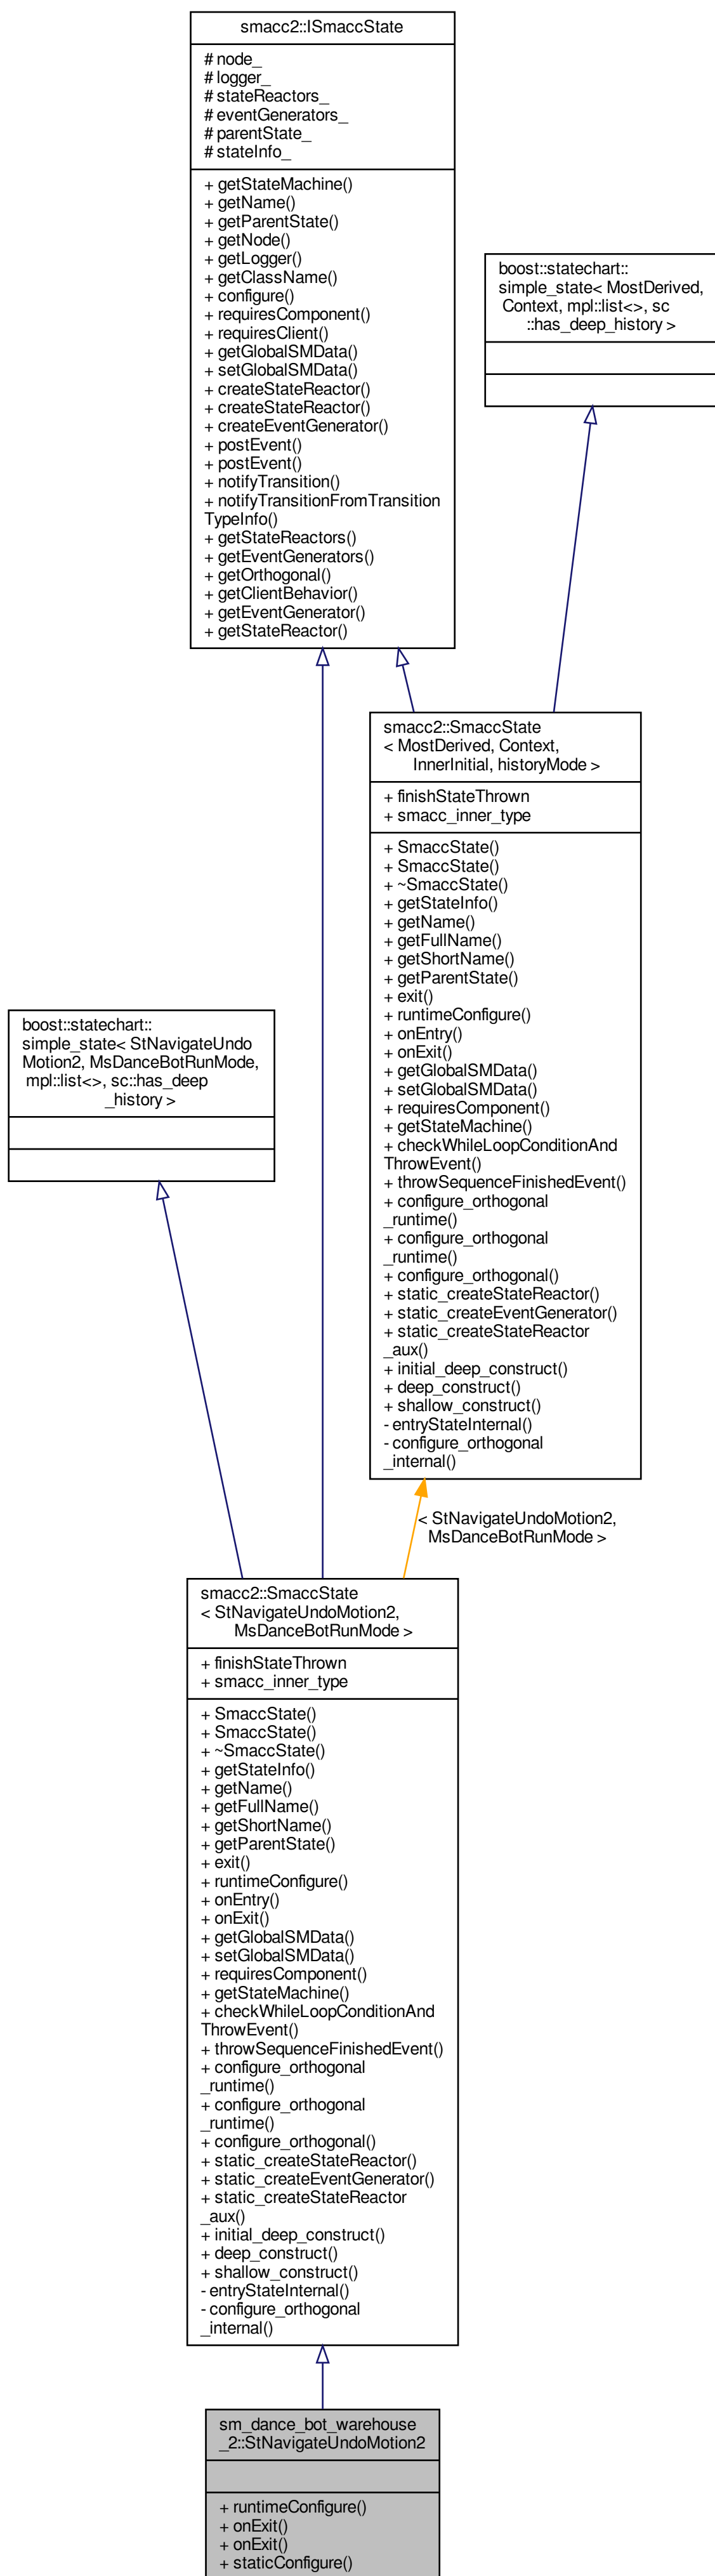 smacc2::ISmaccState
# node_
# logger_
# stateReactors_
# eventGenerators_
# parentState_
# stateInfo_
+ getStateMachine()
+ getName()
+ getParentState()
+ getNode()
+ getLogger()
+ getClassName()
+ configure()
+ requiresComponent()
+ requiresClient()
+ getGlobalSMData()
+ setGlobalSMData()
+ createStateReactor()
+ createStateReactor()
+ createEventGenerator()
+ postEvent()
+ postEvent()
+ notifyTransition()
+ notifyTransitionFromTransition
TypeInfo()
+ getStateReactors()
+ getEventGenerators()
+ getOrthogonal()
+ getClientBehavior()
+ getEventGenerator()
+ getStateReactor()
boost::statechart::
simple_state< MostDerived,
Context, mpl::list<>, sc
::has_deep_history >
smacc2::SmaccState
< MostDerived, Context,
InnerInitial, historyMode >
+ finishStateThrown
+ smacc_inner_type
+ SmaccState()
+ SmaccState()
+ ~SmaccState()
+ getStateInfo()
+ getName()
+ getFullName()
+ getShortName()
+ getParentState()
+ exit()
+ runtimeConfigure()
+ onEntry()
+ onExit()
+ getGlobalSMData()
+ setGlobalSMData()
+ requiresComponent()
+ getStateMachine()
+ checkWhileLoopConditionAnd
ThrowEvent()
+ throwSequenceFinishedEvent()
+ configure_orthogonal
_runtime()
+ configure_orthogonal
_runtime()
+ configure_orthogonal()
+ static_createStateReactor()
+ static_createEventGenerator()
+ static_createStateReactor
_aux()
+ initial_deep_construct()
+ deep_construct()
+ shallow_construct()
- entryStateInternal()
- configure_orthogonal
_internal()
boost::statechart::
simple_state< StNavigateUndo
Motion2, MsDanceBotRunMode,
mpl::list<>, sc::has_deep
_history >
< StNavigateUndoMotion2,
MsDanceBotRunMode >
smacc2::SmaccState
< StNavigateUndoMotion2,
MsDanceBotRunMode >
+ finishStateThrown
+ smacc_inner_type
+ SmaccState()
+ SmaccState()
+ ~SmaccState()
+ getStateInfo()
+ getName()
+ getFullName()
+ getShortName()
+ getParentState()
+ exit()
+ runtimeConfigure()
+ onEntry()
+ onExit()
+ getGlobalSMData()
+ setGlobalSMData()
+ requiresComponent()
+ getStateMachine()
+ checkWhileLoopConditionAnd
ThrowEvent()
+ throwSequenceFinishedEvent()
+ configure_orthogonal
_runtime()
+ configure_orthogonal
_runtime()
+ configure_orthogonal()
+ static_createStateReactor()
+ static_createEventGenerator()
+ static_createStateReactor
_aux()
+ initial_deep_construct()
+ deep_construct()
+ shallow_construct()
- entryStateInternal()
- configure_orthogonal
_internal()
sm_dance_bot_warehouse
_2::StNavigateUndoMotion2
+ runtimeConfigure()
+ onExit()
+ onExit()
+ staticConfigure()